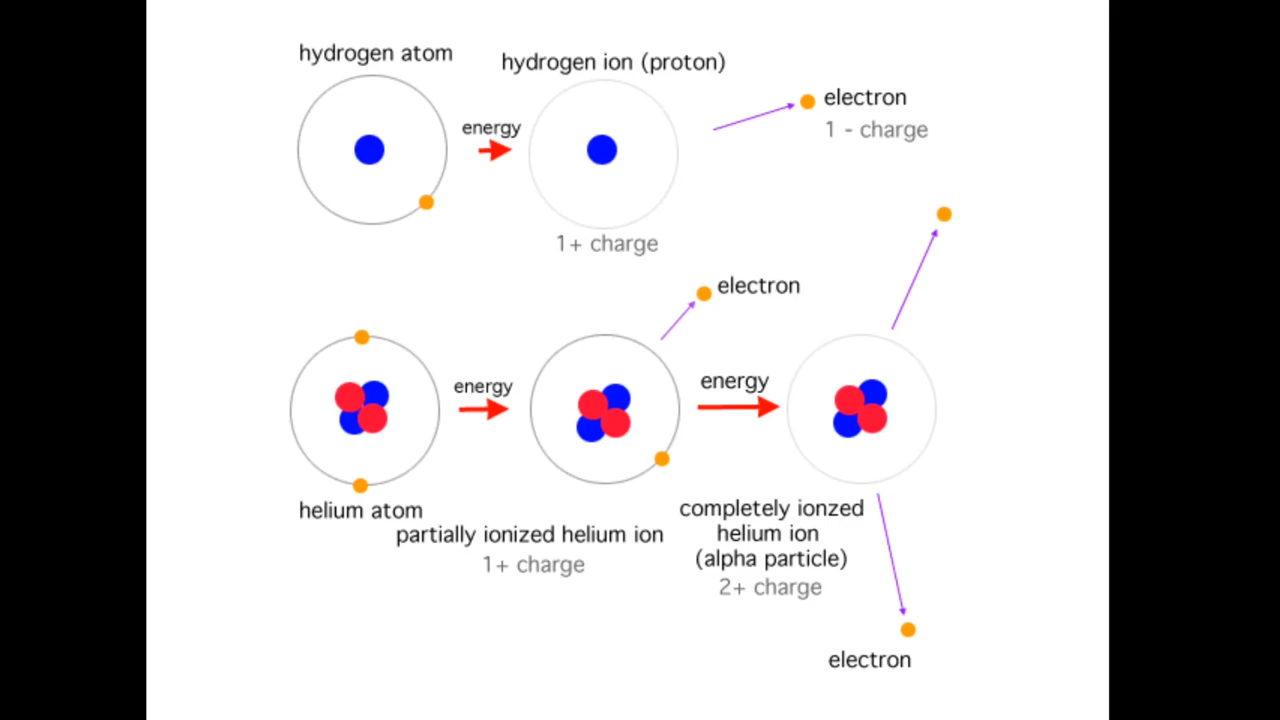 hydrogen atom
hydrogen ion (proton)
energy
electron
1 - charge
1+ charge
electron
energy
energy
helium atom
partially ionized helium ion
1+ charge
completely ionzed
helium ion
(alpha particle)
2+ charge
electron